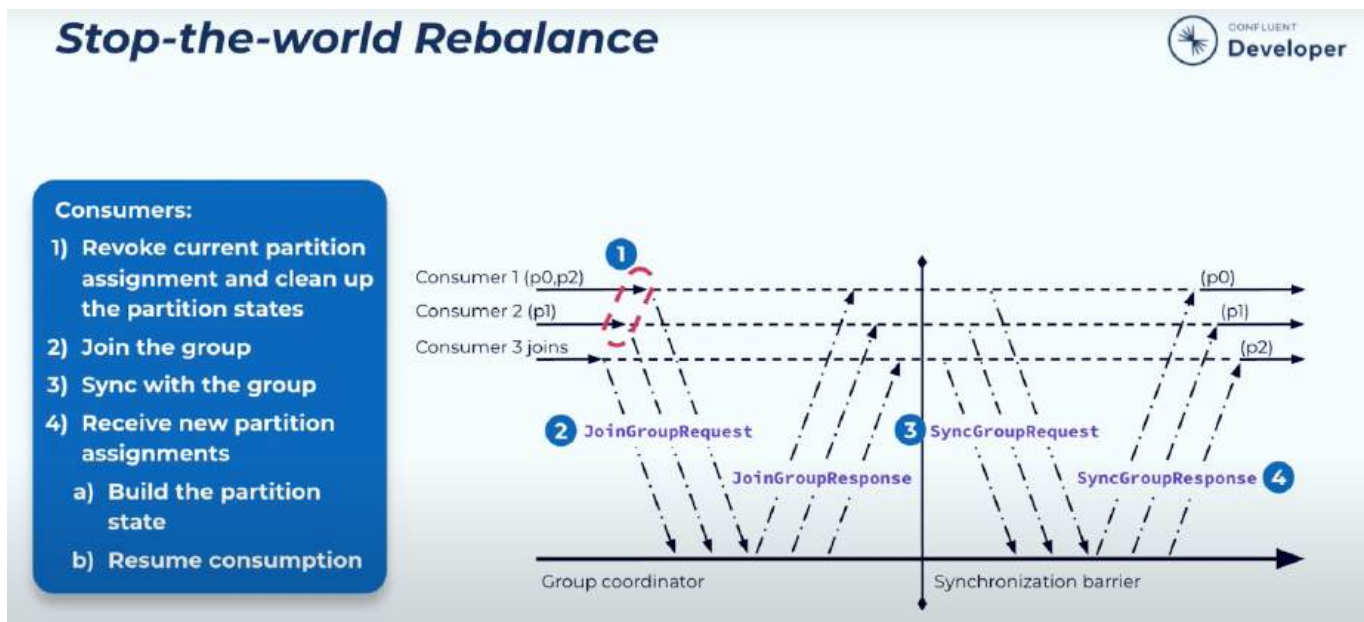 Stop-the-world Rebalance
CONFLUENT
Developer
Consumers:
1) Revoke current partition
assignment and clean up
the partition states
2) Join the group
3) Sync with the group
4) Receive new partition
assignments
a) Build the partition
state
b) Resume consumption
1
Consumer 1 (p0,p2)
(p0)
Consumer 2 (p1)
(p1)
Consumer 3 joins
(p2)
2 JoinGroupRequest
3 SyncGroupRequest
JoinGroupResponse
SyncGroupResponse 4
Group coordinator
Synchronization barrier